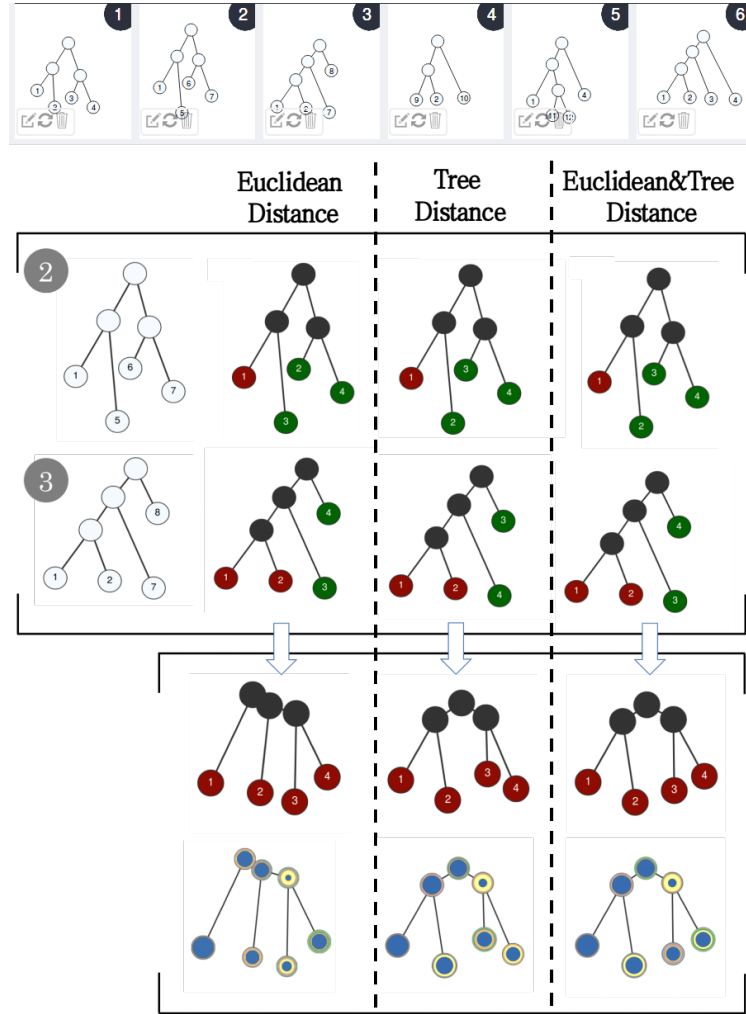 1 2 3 4 5 6
1 2 3 4
1 6 7 5
8 1 2 7
9 2 10
1 4 11 12
1 2 3 4
Euclidean Distance
Tree Distance
Euclidean&Tree Distance
2
1 6 7 5
1 2 4 3
1 3 4 2
1 3 4 2
3
8 1 2 7
4 1 2 3
3 1 2 4
4 1 2 3
1 2 3 4
1 2 3 4
1 2 3 4